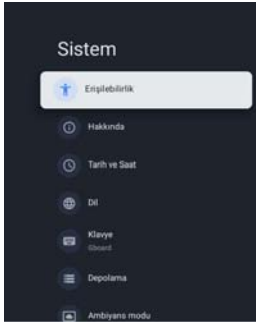 Sistem
Erişilebilirlik
Hakkında
Tarih ve Saat
Dil
Klavye
Gboard
Depolama
Ambiyans modu